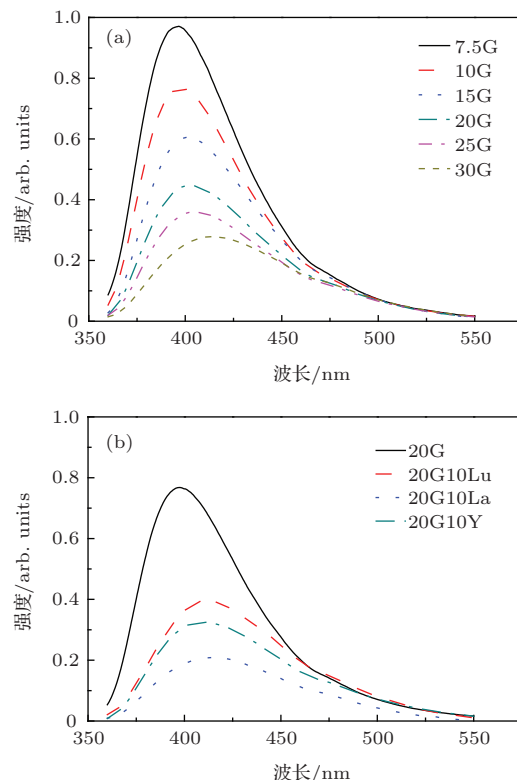 (a)
7.5G
10G
15G
20G
25G
30G
强度/arb. units
1.0
0.8
0.6
0.4
0.2
0
350 400 450 500 550
波长/nm
(b)
20G
20G10Lu
20G10La
20G10Y
强度/arb. units
1.0
0.8
0.6
0.4
0.2
0
350 400 450 500 550
波长/nm